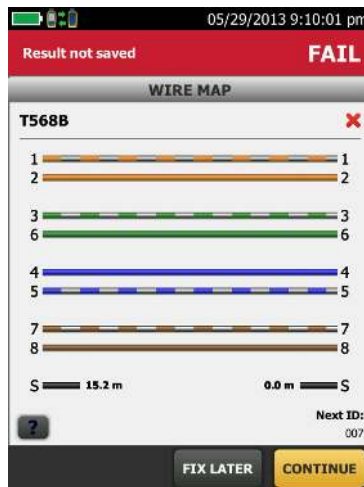 05/29/2013 9:10:01 pm
Result not saved FAIL
WIRE MAP
T568B
1 1
2 2
3 3
6 6
4 4
5 5
7 7
8 8
S 15.2 m 0.0 m S
Next ID:
? 007
FIX LATER CONTINUE